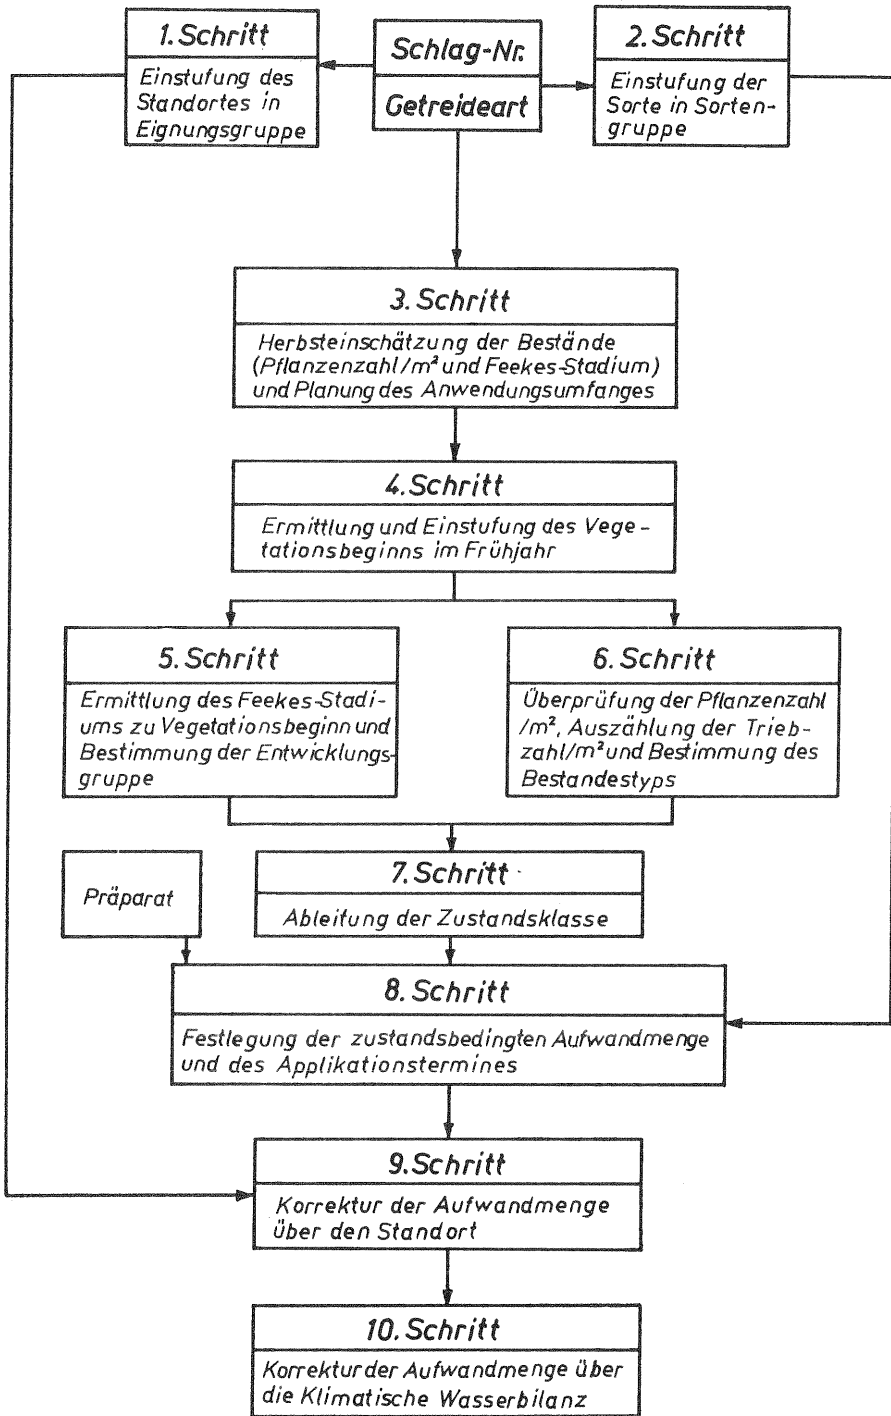 1. Schritt
Einstufung des
Standortes in
Eignungsgruppe
Schlag-Nr.
Getreideart
2. Schritt
Einstufung der
Sorte in Sorten-
gruppe
3. Schritt
Herbsteinschätzung der Bestände
(Pflanzenzahl/m² und Feekes-Stadium)
und Planung des Anwendungsumfanges
4. Schritt
Ermittlung und Einstufung des Vege-
tationsbeginns im Frühjahr
5. Schritt
Ermittlung des Feekes-Stadi-
ums zu Vegetationsbeginn und
Bestimmung der Entwicklungs-
gruppe
6. Schritt
Überprüfung der Pflanzenzahl
/m², Auszählung der Trieb-
zahl/m² und Bestimmung des
Bestandestyps
7. Schritt
Ableitung der Zustandsklasse
Präparat
8. Schritt
Festlegung der zustandsbedingten Aufwandmenge
und des Applikationstermines
9. Schritt
Korrektur der Aufwandmenge
über den Standort
10. Schritt
Korrektur der Aufwandmenge über
die Klimatische Wasserbilanz